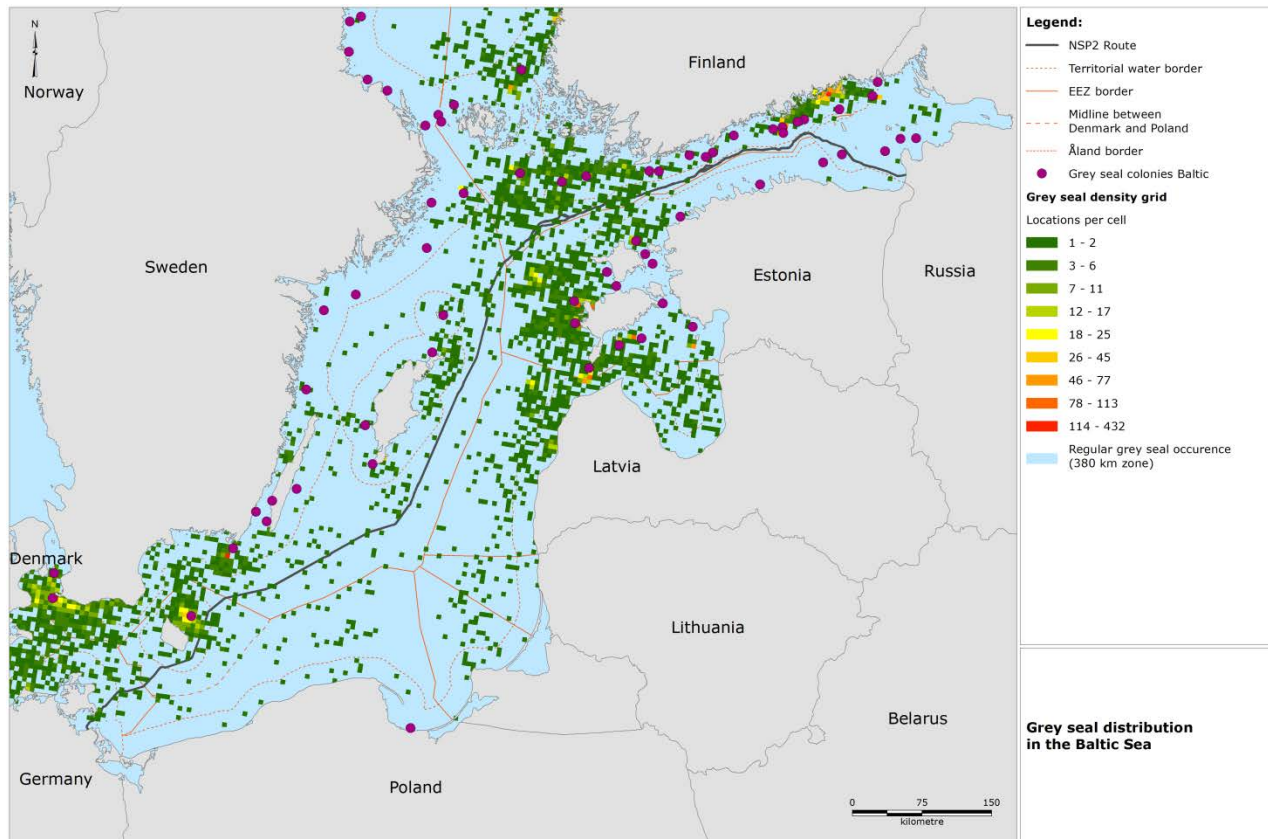 N
Norway
Finland
Sweden
Estonia
Russia
Latvia
Denmark
Lithuania
Belarus
Germany
Poland
0 75 150
kilometre
Legend:
NSP2 Route
Territorial water border
EEZ border
Midline between
Denmark and Poland
Åland border
Grey seal colonies Baltic
Grey seal density grid
Locations per cell
1 - 2
3 - 6
7 - 11
12 - 17
18 - 25
26 - 45
46 - 77
78 - 113
114 - 432
Regular grey seal occurence
(380 km zone)
Grey seal distribution
in the Baltic Sea